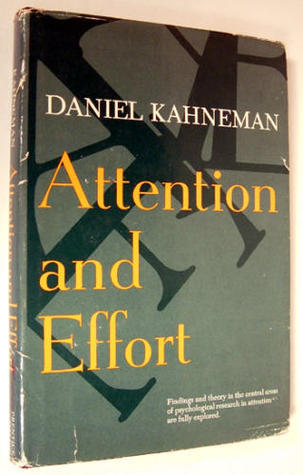 DANIEL KAHNEMAN
Attention
and
Effort
Findings and theory in the central areas
of psychological research in attention
are fully explored.